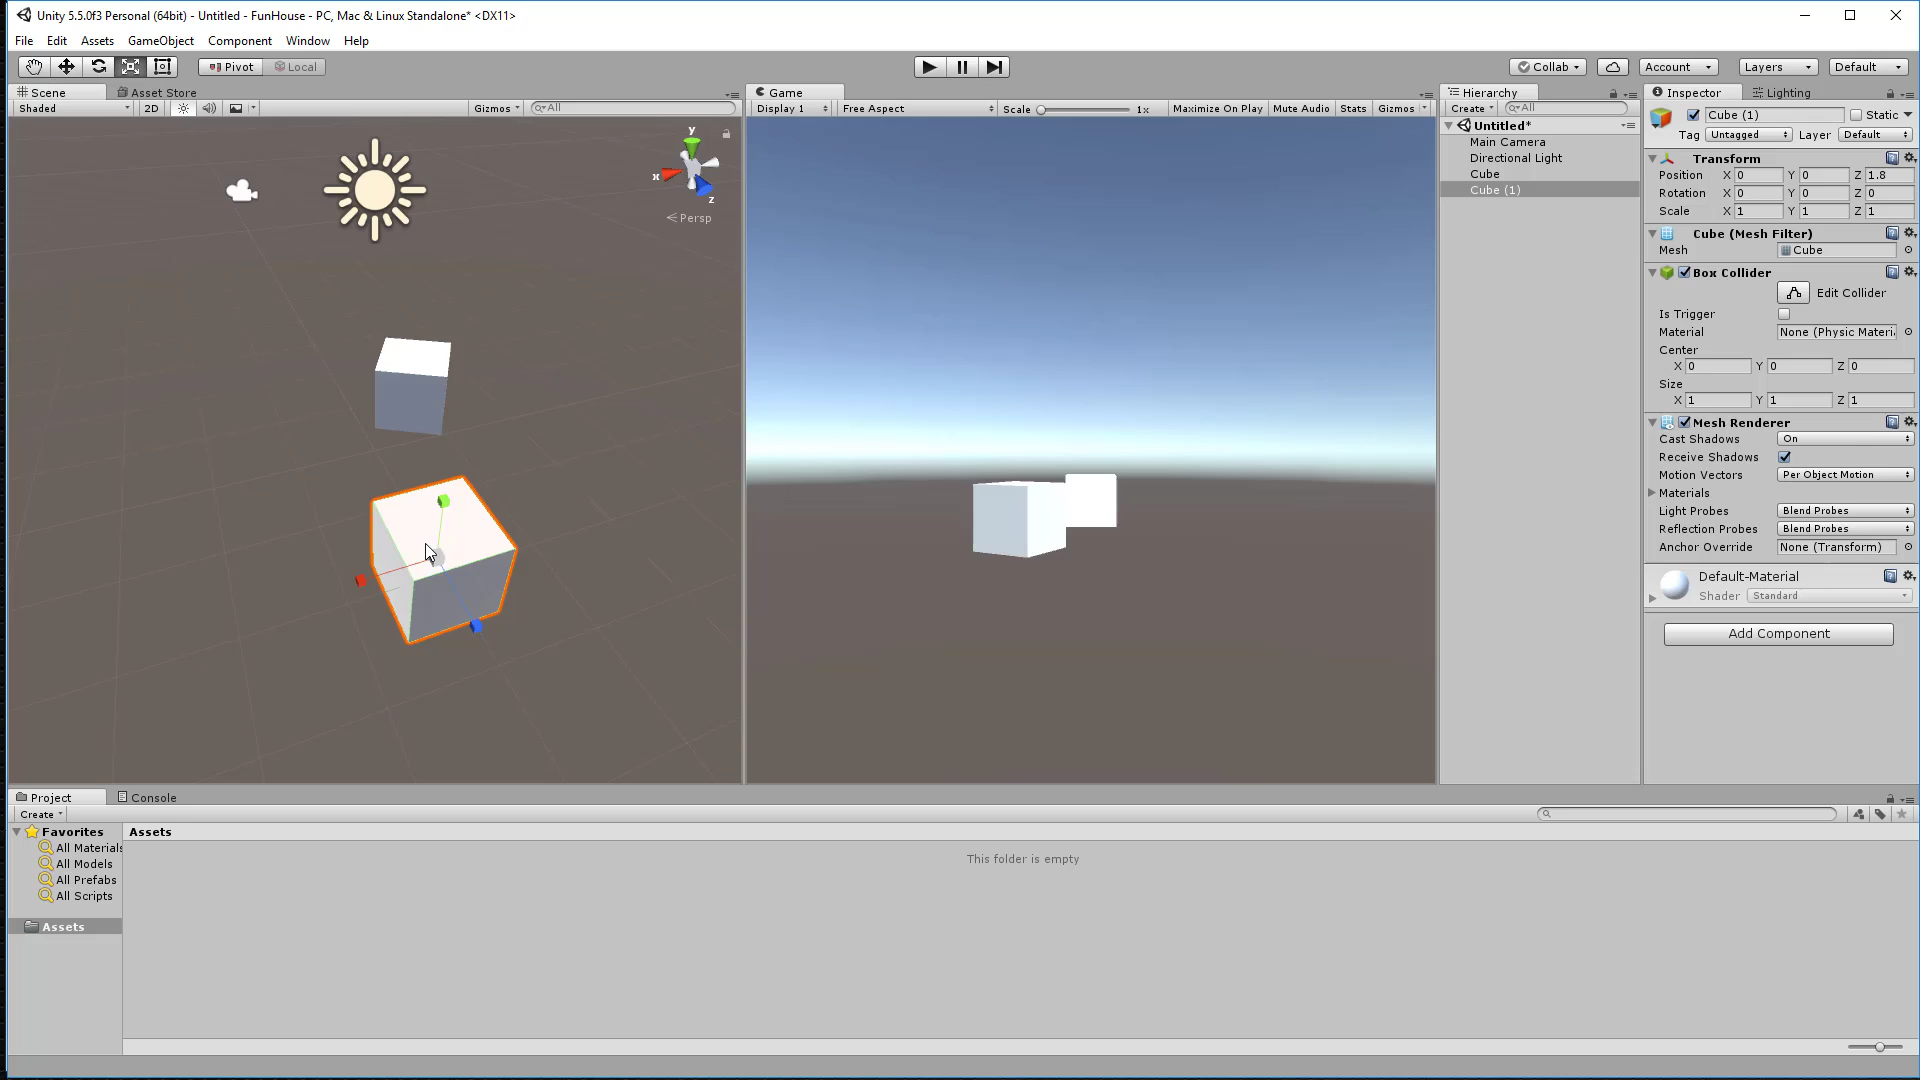 Unity 5.5.0f3 Personal (64bit) - Untitled - FunHouse - PC, Mac & Linux Standalone* <DX11>
File Edit Assets GameObject Component Window Help
Pivot Local Collab Account Layers Default
Scene Asset Store
Shaded 2D Gizmos All
y
x
z
Persp
Game
Display 1 Free Aspect Scale 1x Maximize On Play Mute Audio Stats Gizmos
Hierarchy
Create All
Untitled*
Main Camera
Directional Light
Cube
Cube (1)
Inspector Lighting
Cube (1) Static
Tag Untagged Layer Default
Transform
Position X 0 Y 0 Z 1.8
Rotation X 0 Y 0 Z 0
Scale X 1 Y 1 Z 1
Cube (Mesh Filter)
Mesh Cube
Box Collider
Edit Collider
Is Trigger
Material None (Physic Materi
Center
X 0 Y 0 Z 0
Size
X 1 Y 1 Z 1
Mesh Renderer
Cast Shadows On
Receive Shadows
Motion Vectors Per Object Motion
Materials
Light Probes Blend Probes
Reflection Probes Blend Probes
Anchor Override None (Transform)
Default-Material
Shader Standard
Add Component
Project Console
Create
Favorites
All Materials
All Models
All Prefabs
All Scripts
Assets
Assets
This folder is empty